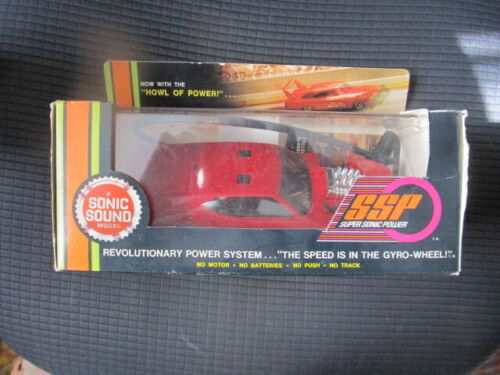 NOW WITH THE
"HOWL OF POWER!"...
A
SONIC
SOUND
MODEL
SSP
SUPER SONIC POWER
T.M.
REVOLUTIONARY POWER SYSTEM..."THE SPEED IS IN THE GYRO-WHEEL!"
NO MOTOR • NO BATTERIES • NO PUSH • NO TRACK